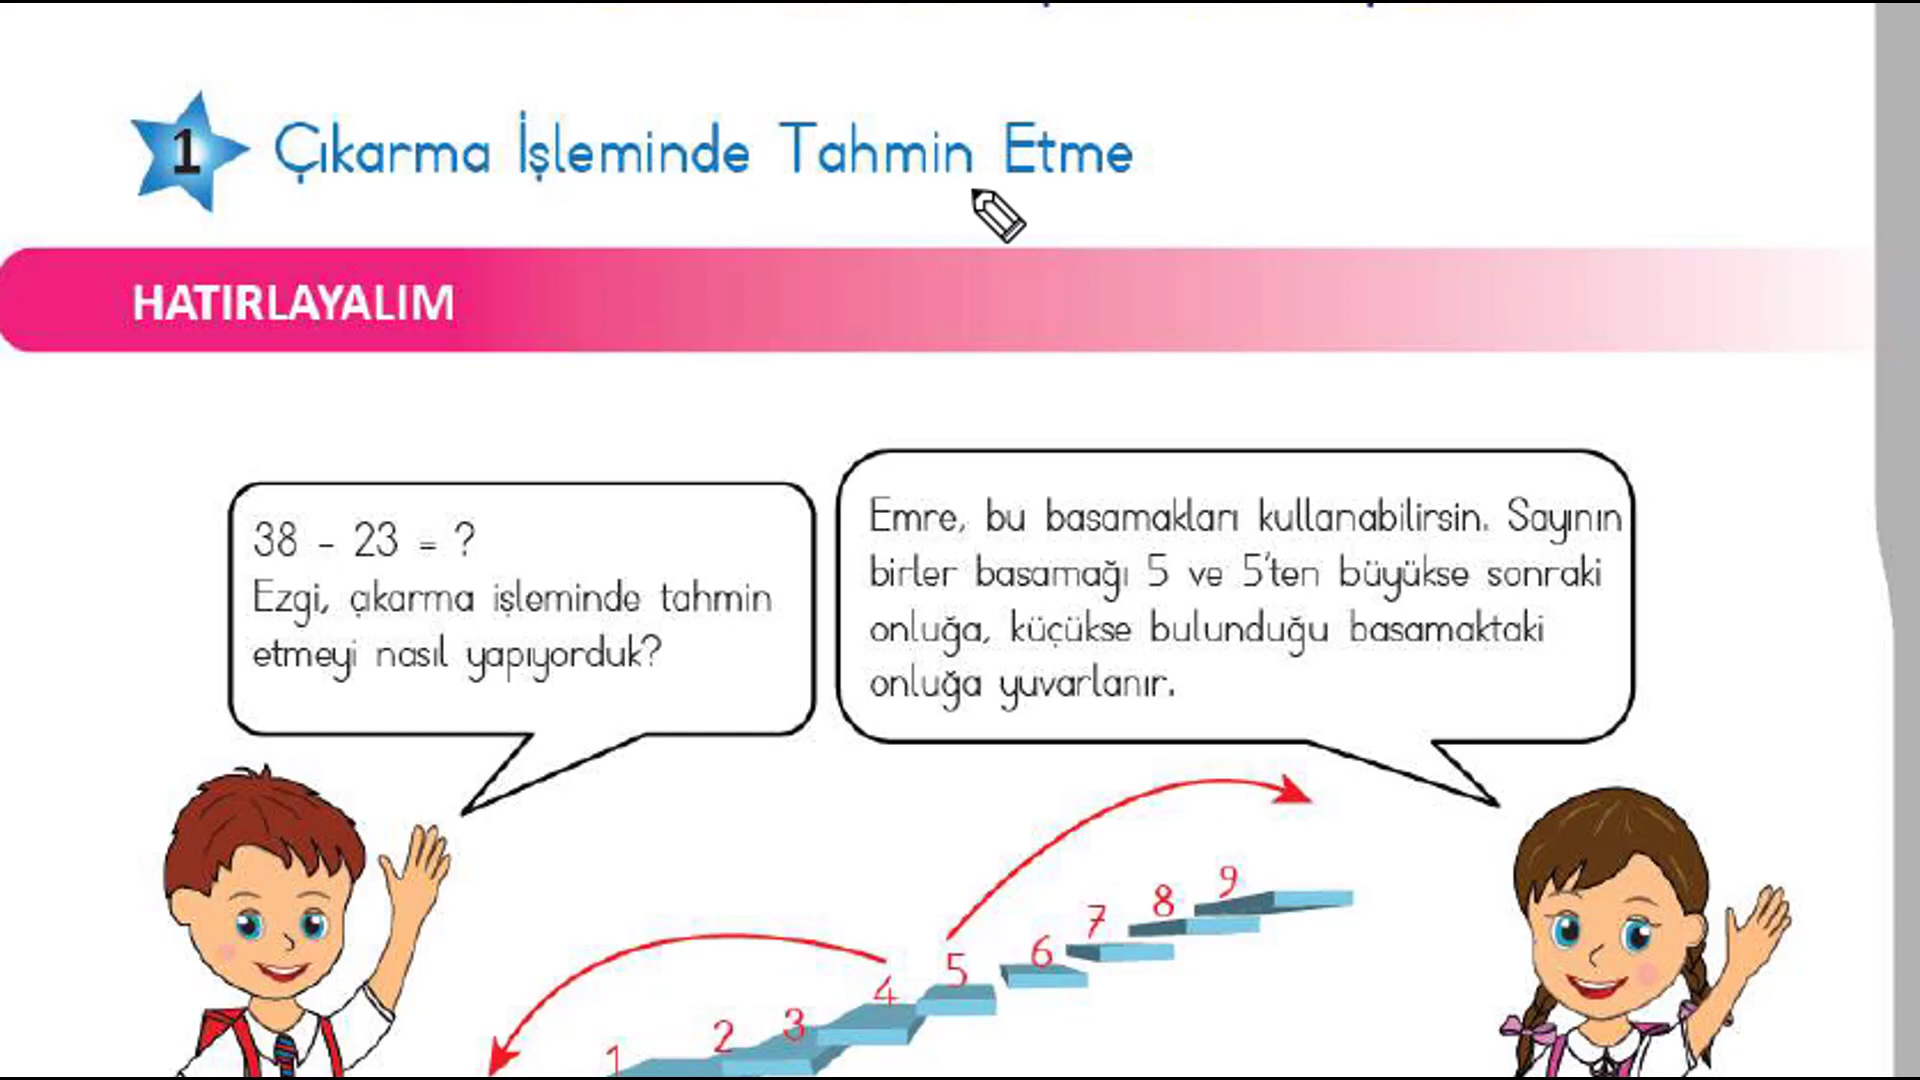 1 Çıkarma İşleminde Tahmin Etme
HATIRLAYALIM
38 - 23 = ?
Ezgi, çıkarma işleminde tahmin
etmeyi nasıl yapıyorduk?
Emre, bu basamakları kullanabilirsin. Sayının
birler basamağı 5 ve 5'ten büyükse sonraki
onluğa, küçükse bulunduğu basamaktaki
onluğa yuvarlanır.
1 2 3 4 5 6 7 8 9